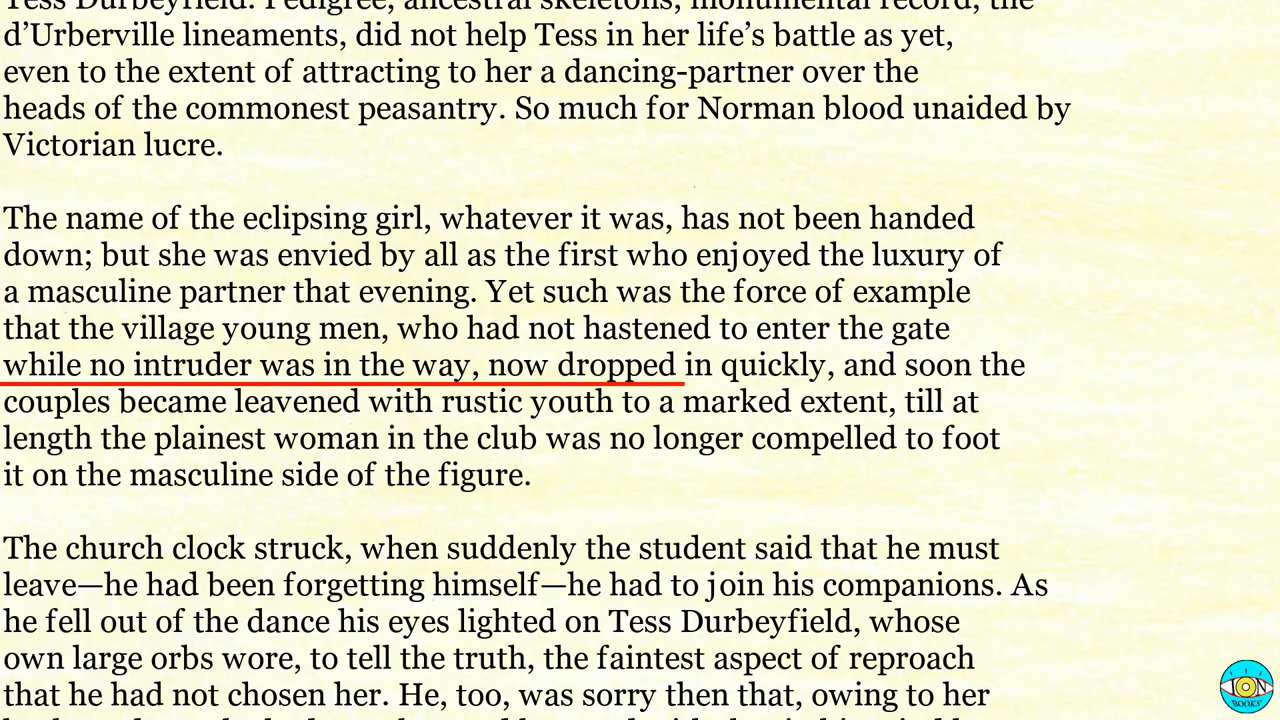 Tess Durbeyfield. Pedigree, ancestral skeletons, monumental record, the
d’Urberville lineaments, did not help Tess in her life’s battle as yet,
even to the extent of attracting to her a dancing-partner over the
heads of the commonest peasantry. So much for Norman blood unaided by
Victorian lucre.
The name of the eclipsing girl, whatever it was, has not been handed
down; but she was envied by all as the first who enjoyed the luxury of
a masculine partner that evening. Yet such was the force of example
that the village young men, who had not hastened to enter the gate
while no intruder was in the way, now dropped in quickly, and soon the
couples became leavened with rustic youth to a marked extent, till at
length the plainest woman in the club was no longer compelled to foot
it on the masculine side of the figure.
The church clock struck, when suddenly the student said that he must
leave—he had been forgetting himself—he had to join his companions. As
he fell out of the dance his eyes lighted on Tess Durbeyfield, whose
own large orbs wore, to tell the truth, the faintest aspect of reproach
that he had not chosen her. He, too, was sorry then that, owing to her
ION
BOOKS